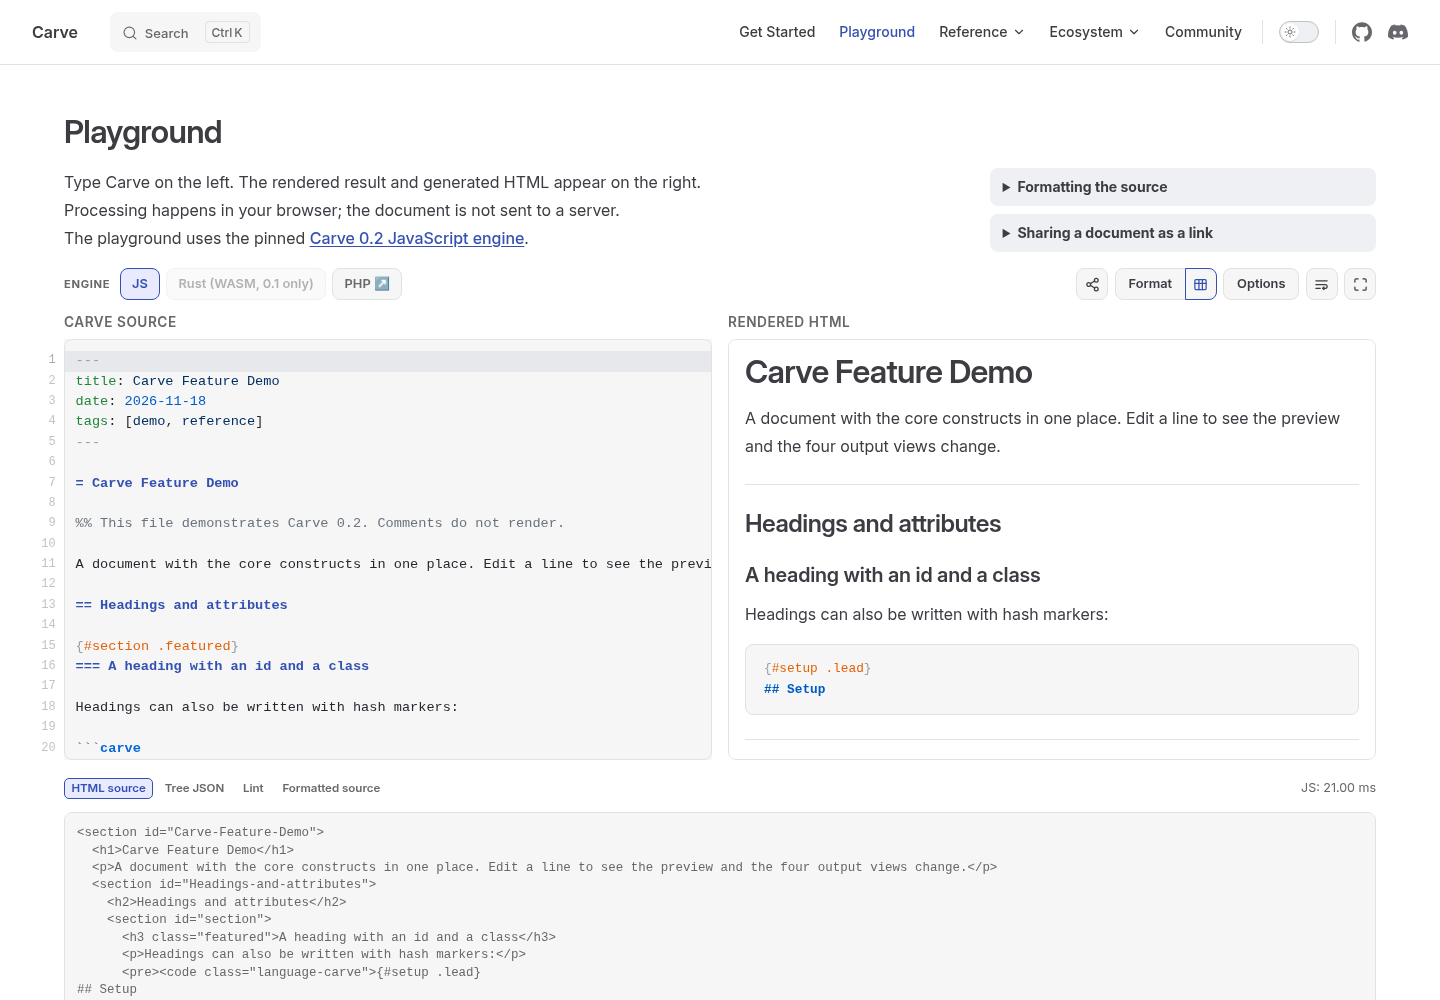 Carve
Search
Ctrl K
Get Started
Playground
Reference
Ecosystem
Community
Playground
Type Carve on the left. The rendered result and generated HTML appear on the right.
Processing happens in your browser; the document is not sent to a server.
The playground uses the pinned Carve 0.2 JavaScript engine.
Formatting the source
Sharing a document as a link
ENGINE
JS
Rust (WASM, 0.1 only)
PHP ↗
Format
Options
CARVE SOURCE
1 ---
2 title: Carve Feature Demo
3 date: 2026-11-18
4 tags: [demo, reference]
5 ---
6
7 = Carve Feature Demo
8
9 %% This file demonstrates Carve 0.2. Comments do not render.
10
11 A document with the core constructs in one place. Edit a line to see the previ
12
13 == Headings and attributes
14
15 {#section .featured}
16 === A heading with an id and a class
17
18 Headings can also be written with hash markers:
19
20 ```carve
RENDERED HTML
Carve Feature Demo
A document with the core constructs in one place. Edit a line to see the preview
and the four output views change.
Headings and attributes
A heading with an id and a class
Headings can also be written with hash markers:
{#setup .lead}
## Setup
HTML source
Tree JSON
Lint
Formatted source
JS: 21.00 ms
<section id="Carve-Feature-Demo">
  <h1>Carve Feature Demo</h1>
  <p>A document with the core constructs in one place. Edit a line to see the preview and the four output views change.</p>
  <section id="Headings-and-attributes">
    <h2>Headings and attributes</h2>
    <section id="section">
      <h3 class="featured">A heading with an id and a class</h3>
      <p>Headings can also be written with hash markers:</p>
      <pre><code class="language-carve">{#setup .lead}
## Setup